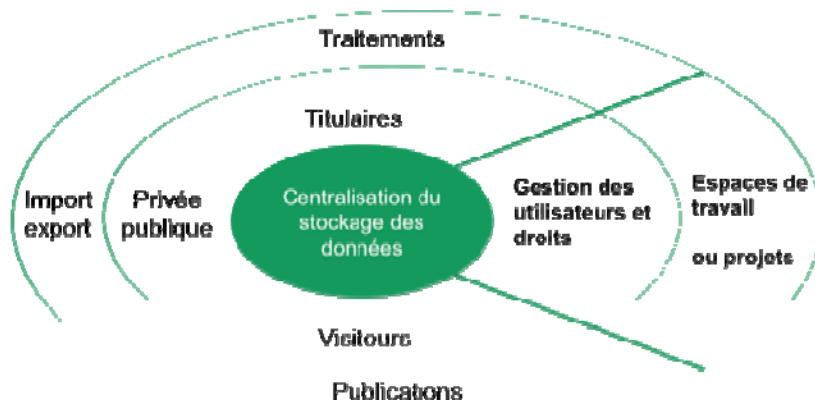 Traitements
Titulaires
Import
export
Privée
publique
Centralisation du
stockage des
données
Gestion des
utilisateurs et
droits
Espaces de
travail
ou projets
Visitours
Publications